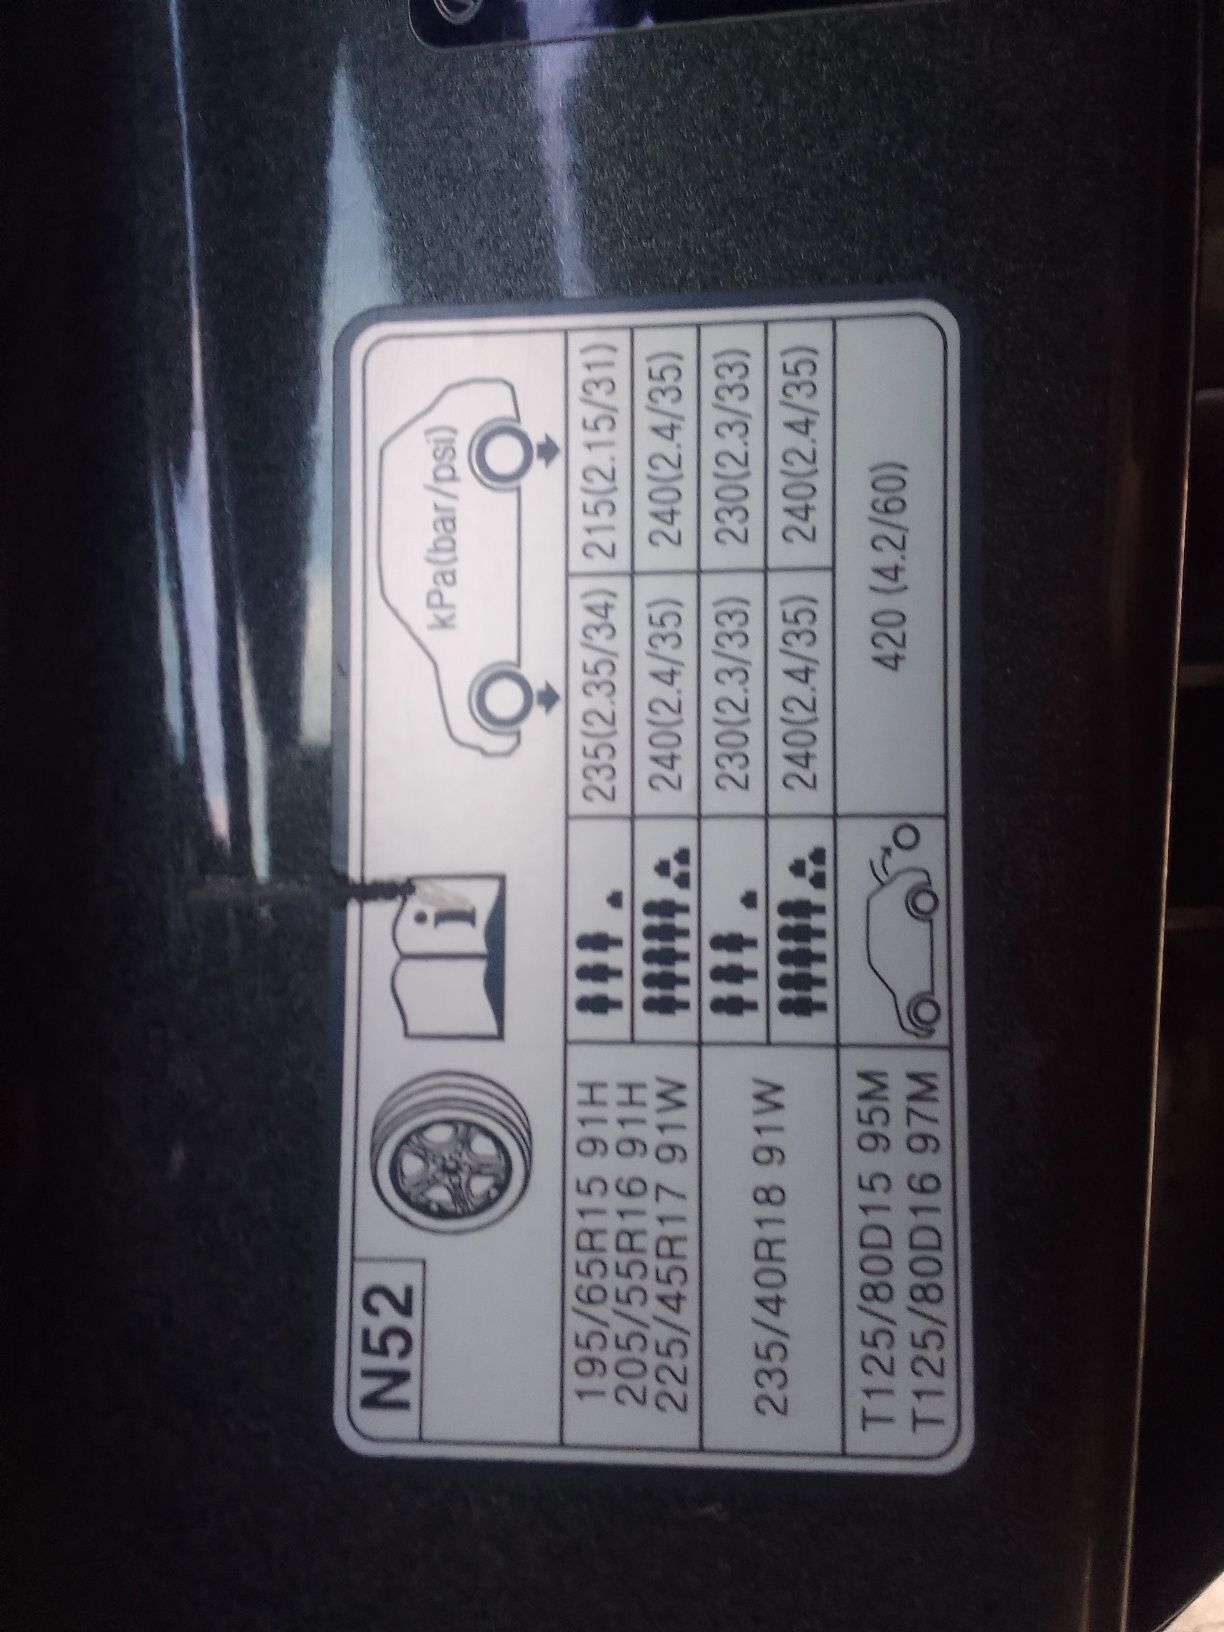 N52
i
kPa(bar/psi)
195/65R15 91H
205/55R16 91H
225/45R17 91W
235(2.35/34)
215(2.15/31)
240(2.4/35)
240(2.4/35)
235/40R18 91W
230(2.3/33)
230(2.3/33)
240(2.4/35)
240(2.4/35)
T125/80D15 95M
T125/80D16 97M
420 (4.2/60)